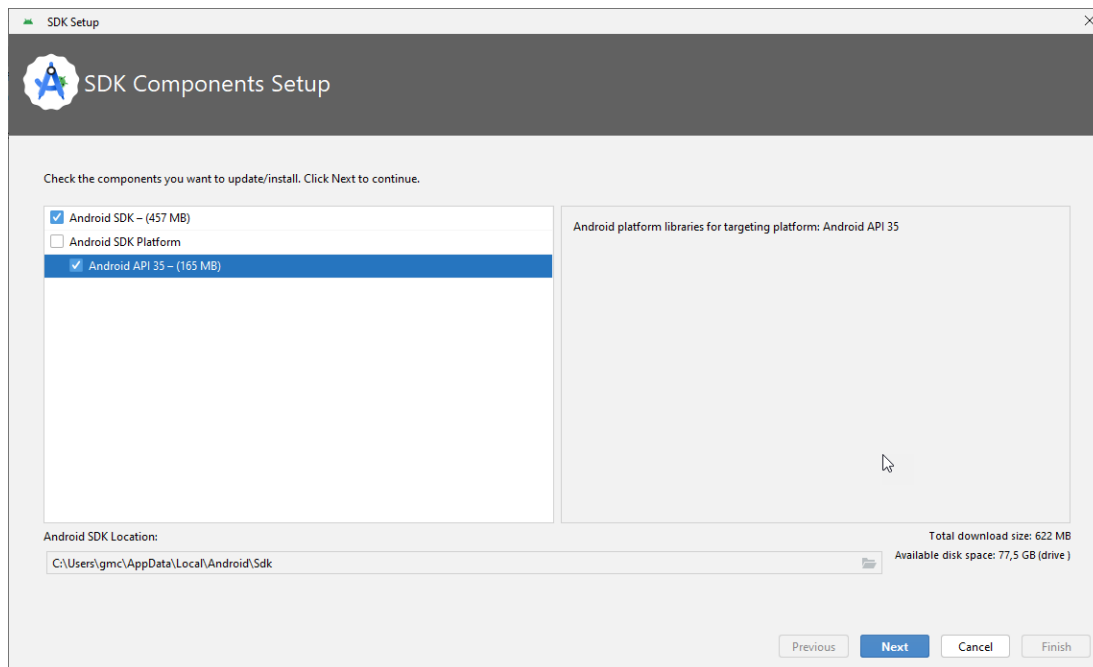 SDK Setup
SDK Components Setup
Check the components you want to update/install. Click Next to continue.
Android SDK – (457 MB)
Android SDK Platform
Android API 35 – (165 MB)
Android platform libraries for targeting platform: Android API 35
Android SDK Location:
C:\Users\gmc\AppData\Local\Android\Sdk
Total download size: 622 MB
Available disk space: 77,5 GB (drive )
Previous
Next
Cancel
Finish